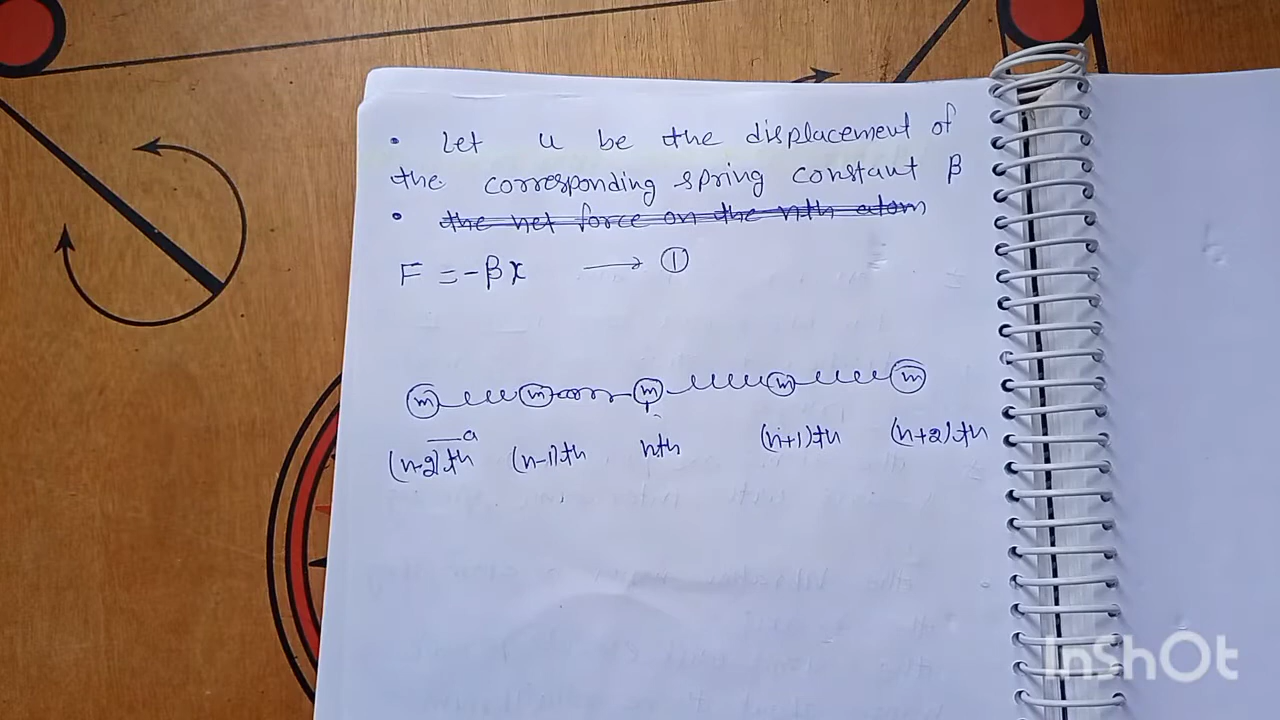 • Let u be the displacement of
the corresponding spring constant β
• the net force on the nth atom
F = -βx → ①
m m m m m
a
(n-2)th (n-1)th nth (n+1)th (n+2)th
InShOt